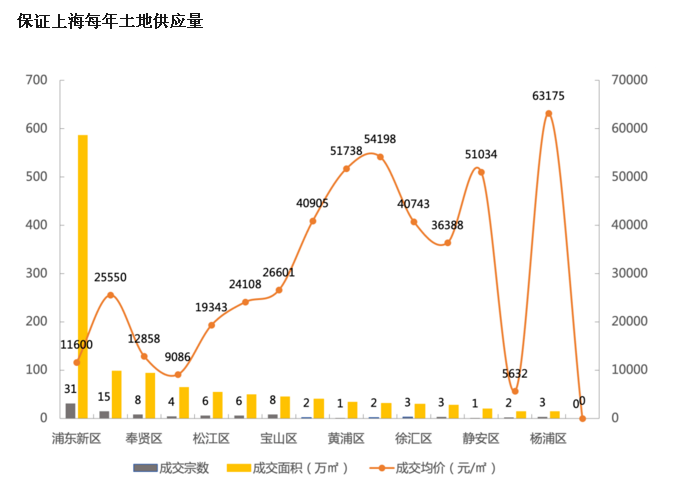 保证上海每年土地供应量
700 70000
600 60000
500 50000
400 40000
300 30000
200 20000
100 10000
0 0
11600 25550 12858 9086 19343 24108 26601 40905 51738 54198 40743 36388 51034 5632 63175 0
31 15 8 4 6 6 8 2 1 2 3 3 1 2 3 0
浦东新区 奉贤区 松江区 宝山区 黄浦区 徐汇区 静安区 杨浦区
成交宗数 成交面积（万㎡） 成交均价（元/㎡）